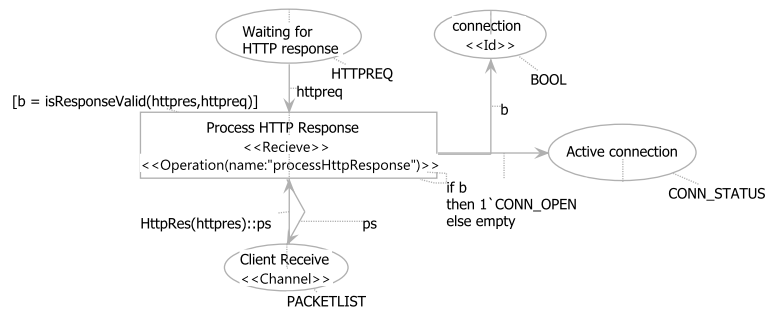 Waiting for
HTTP response
HTTPREQ
connection
<<Id>>
BOOL
httpreq
[b = isResponseValid(httpres,httpreq)]
b
Process HTTP Response
<<Recieve>>
<<Operation(name:"processHttpResponse")>>
Active connection
CONN_STATUS
if b
then 1`CONN_OPEN
else empty
HttpRes(httpres)::ps
ps
Client Receive
<<Channel>>
PACKETLIST